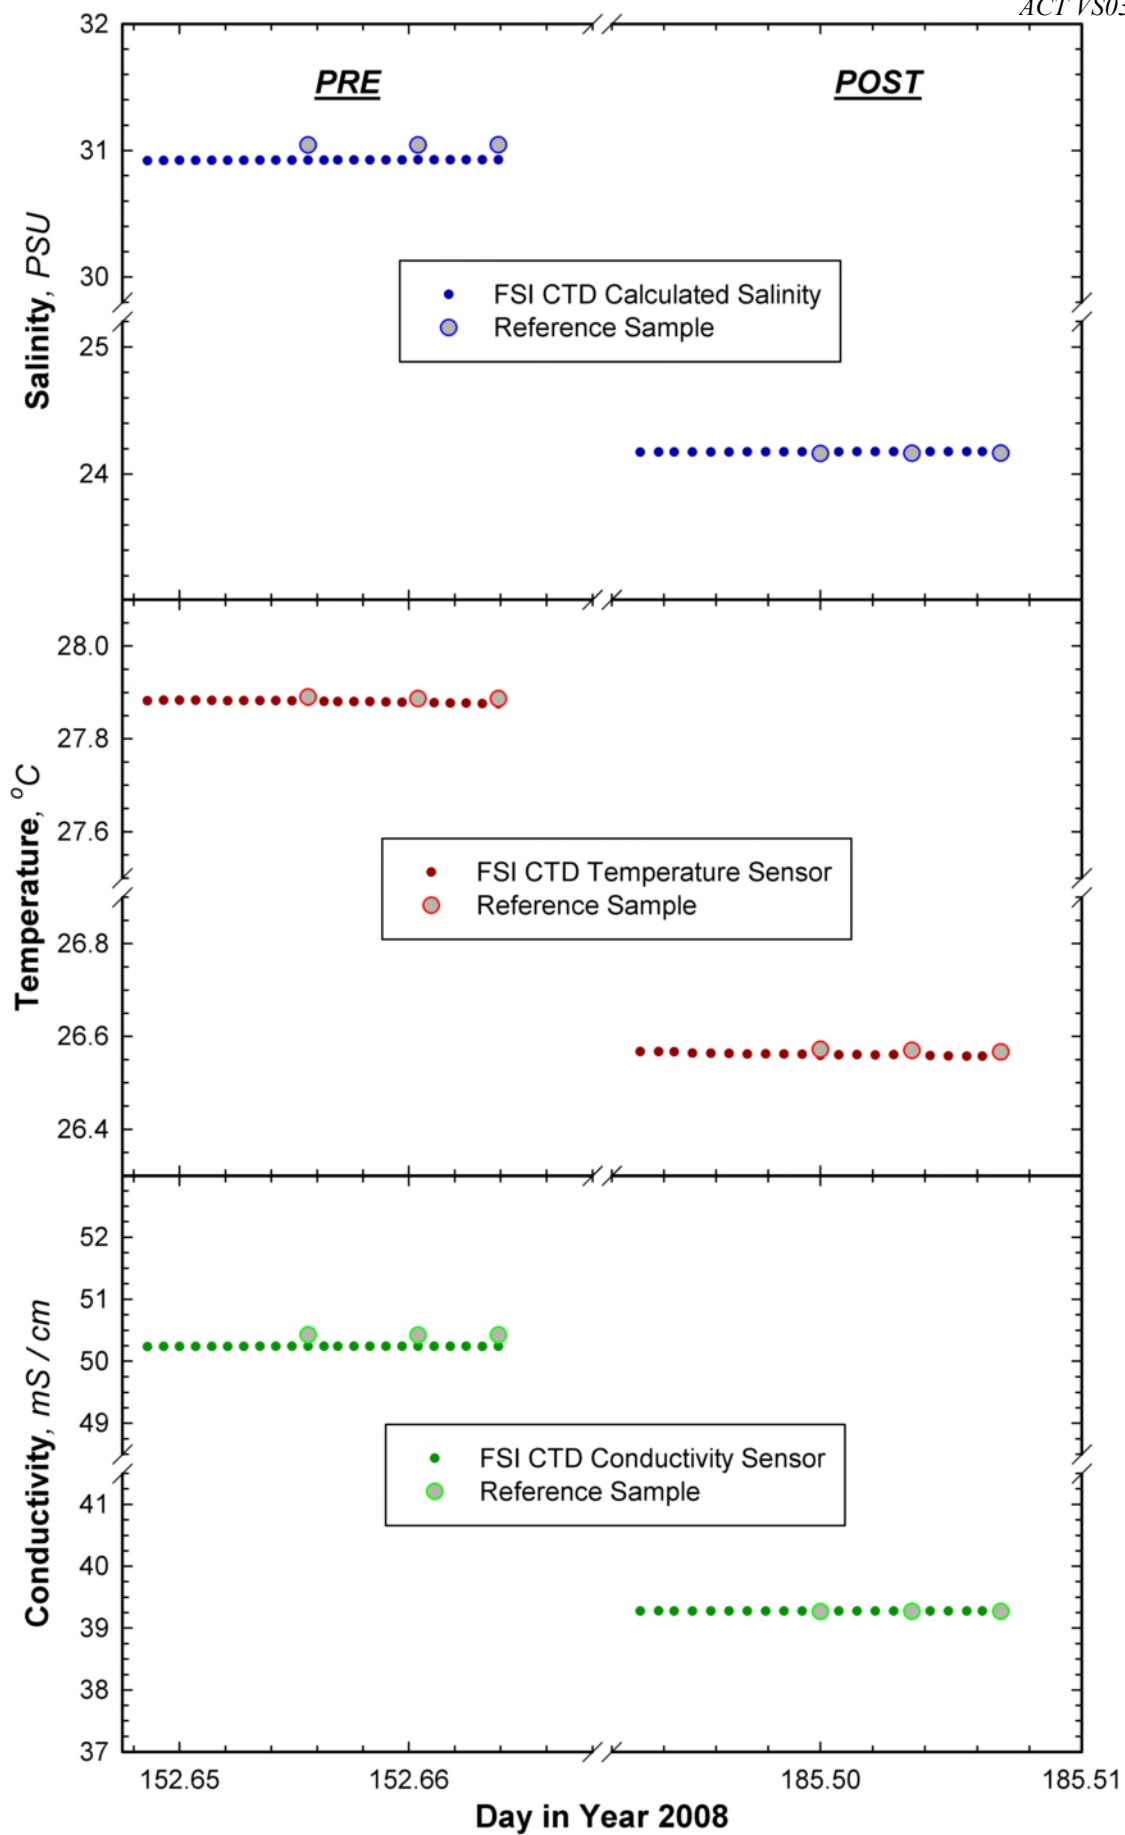 ACT VS03
32
PRE
POST
31
30
25
24
Salinity, PSU
FSI CTD Calculated Salinity
Reference Sample
28.0
27.8
27.6
26.8
26.6
26.4
Temperature, °C
FSI CTD Temperature Sensor
Reference Sample
52
51
50
49
41
40
39
38
37
Conductivity, mS / cm
FSI CTD Conductivity Sensor
Reference Sample
152.65 152.66 185.50 185.51
Day in Year 2008